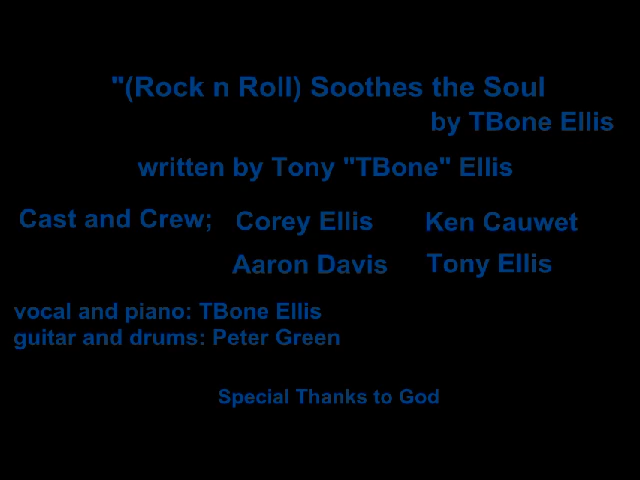 "(Rock n Roll) Soothes the Soul
by TBone Ellis
written by Tony "TBone" Ellis
Cast and Crew; Corey Ellis Ken Cauwet
Aaron Davis Tony Ellis
vocal and piano: TBone Ellis
guitar and drums: Peter Green
Special Thanks to God